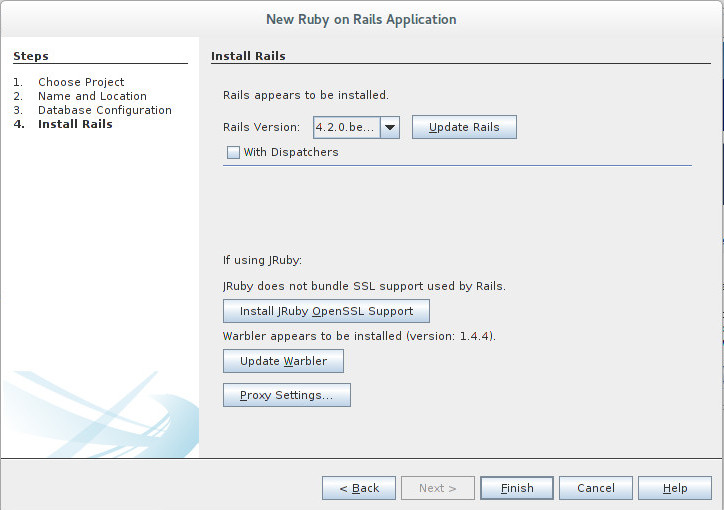 New Ruby on Rails Application
Steps
1. Choose Project
2. Name and Location
3. Database Configuration
4. Install Rails
Install Rails
Rails appears to be installed.
Rails Version: 4.2.0.be... Update Rails
With Dispatchers
If using JRuby:
JRuby does not bundle SSL support used by Rails.
Install JRuby OpenSSL Support
Warbler appears to be installed (version: 1.4.4).
Update Warbler
Proxy Settings...
< Back Next > Finish Cancel Help